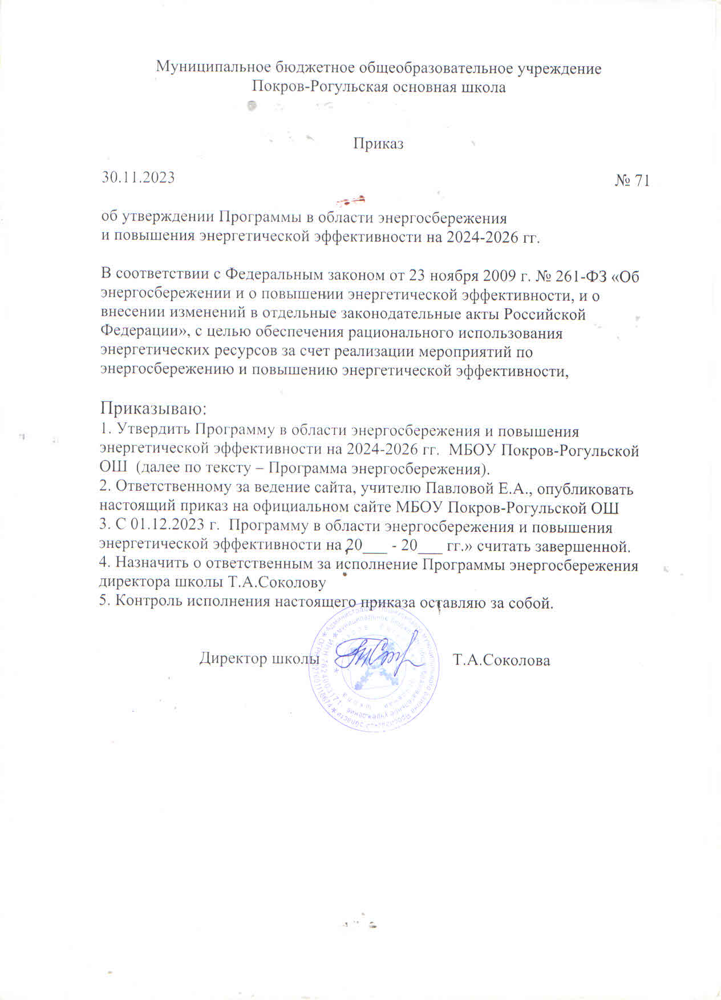 Муниципальное бюджетное общеобразовательное учреждение
Покров-Рогульская основная школа
Приказ
30.11.2023 № 71
об утверждении Программы в области энергосбережения
и повышения энергетической эффективности на 2024-2026 гг.
В соответствии с Федеральным законом от 23 ноября 2009 г. № 261-ФЗ «Об
энергосбережении и о повышении энергетической эффективности, и о
внесении изменений в отдельные законодательные акты Российской
Федерации», с целью обеспечения рационального использования
энергетических ресурсов за счет реализации мероприятий по
энергосбережению и повышению энергетической эффективности,
Приказываю:
1. Утвердить Программу в области энергосбережения и повышения
энергетической эффективности на 2024-2026 гг. МБОУ Покров-Рогульской
ОШ (далее по тексту – Программа энергосбережения).
2. Ответственному за ведение сайта, учителю Павловой Е.А., опубликовать
настоящий приказ на официальном сайте МБОУ Покров-Рогульской ОШ
3. С 01.12.2023 г. Программу в области энергосбережения и повышения
энергетической эффективности на 20___ - 20___ гг.» считать завершенной.
4. Назначить о ответственным за исполнение Программы энергосбережения
директора школы Т.А.Соколову
5. Контроль исполнения настоящего приказа оставляю за собой.
Директор школы Т.А.Соколова